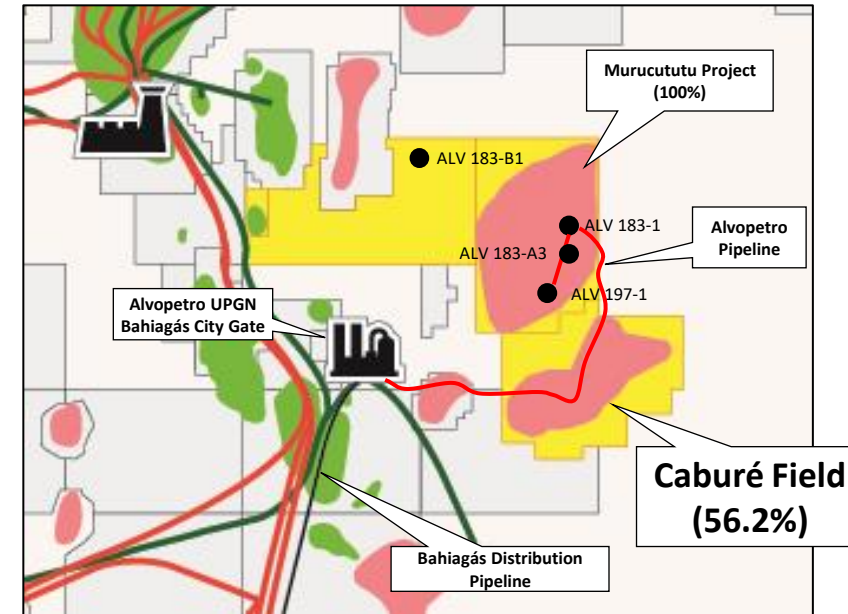 Murucututu Project
(100%)
ALV 183-B1
ALV 183-1
Alvopetro
Pipeline
ALV 183-A3
ALV 197-1
Alvopetro UPGN
Bahiagás City Gate
Caburé Field
(56.2%)
Bahiagás Distribution
Pipeline